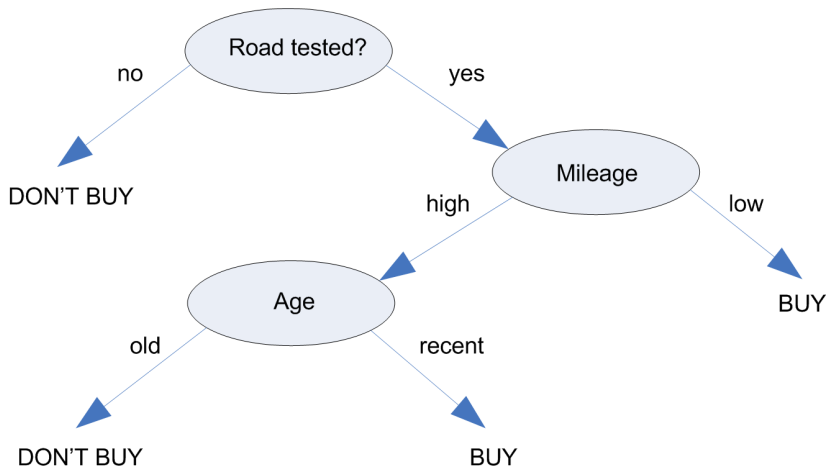 Road tested?
no
yes
DON’T BUY
Mileage
high
low
Age
BUY
old
recent
DON’T BUY
BUY